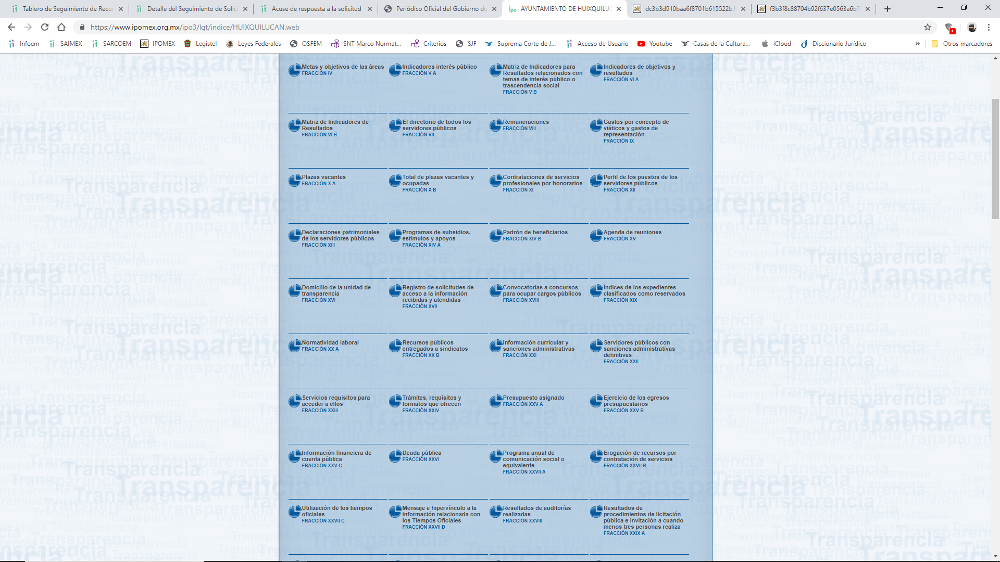 Tablero de Seguimiento de Recur
Detalle del Seguimiento de Solici
Acuse de respuesta a la solicitud
Periódico Oficial del Gobierno de
AYUNTAMIENTO DE HUIXQUILUC
dc3b3d910baa6f8701b615522b1
f3b3f8c88704b92f637e0563a6b7
https://www.ipomex.org.mx/ipo3/lgt/indice/HUIXQUILUCAN.web
Infoem
SAIMEX
SARCOEM
IPOMEX
Legistel
Leyes Federales
OSFEM
SNT Marco Normat...
Criterios
SJF
Suprema Corte de J...
Acceso de Usuario
Youtube
Casas de la Cultura...
iCloud
Diccionario Jurídico
»
Otros marcadores
Metas y objetivos de las áreas
FRACCIÓN IV
Indicadores interés público
FRACCIÓN V A
Matriz de Indicadores para
Resultados relacionados con
temas de interés público o
trascendencia social
FRACCIÓN V B
Indicadores de objetivos y
resultados
FRACCIÓN VI A
Matriz de Indicadores de
Resultados
FRACCIÓN VI B
El directorio de todos los
servidores públicos
FRACCIÓN VII
Remuneraciones
FRACCIÓN VIII
Gastos por concepto de
viáticos y gastos de
representación
FRACCIÓN IX
Plazas vacantes
FRACCIÓN X A
Total de plazas vacantes y
ocupadas
FRACCIÓN X B
Contrataciones de servicios
profesionales por honorarios
FRACCIÓN XI
Perfil de los puestos de los
servidores públicos
FRACCIÓN XII
Declaraciones patrimoniales
de los servidores públicos
FRACCIÓN XIII
Programas de subsidios,
estímulos y apoyos
FRACCIÓN XIV A
Padrón de beneficiarios
FRACCIÓN XIV B
Agenda de reuniones
FRACCIÓN XV
Domicilio de la unidad de
transparencia
FRACCIÓN XVI
Registro de solicitudes de
acceso a la información
recibidas y atendidas
FRACCIÓN XVII
Convocatorias a concursos
para ocupar cargos públicos
FRACCIÓN XVIII
Índices de los expedientes
clasificados como reservados
FRACCIÓN XIX
Normatividad laboral
FRACCIÓN XX A
Recursos públicos
entregados a sindicatos
FRACCIÓN XX B
Información curricular y
sanciones administrativas
FRACCIÓN XXI
Servidores públicos con
sanciones administrativas
definitivas
FRACCIÓN XXII
Servicios requisitos para
acceder a ellos
FRACCIÓN XXIII
Trámites, requisitos y
formatos que ofrecen
FRACCIÓN XXIV
Presupuesto asignado
FRACCIÓN XXV A
Ejercicio de los egresos
presupuestarios
FRACCIÓN XXV B
Información financiera de
cuenta pública
FRACCIÓN XXV C
Deuda pública
FRACCIÓN XXVI
Programa anual de
comunicación social o
equivalente
FRACCIÓN XXVII A
Erogación de recursos por
contratación de servicios
FRACCIÓN XXVII B
Utilización de los tiempos
oficiales
FRACCIÓN XXVII C
Mensaje e hipervínculo a la
información relacionada con
los Tiempos Oficiales
FRACCIÓN XXVII D
Resultados de auditorías
realizadas
FRACCIÓN XXVIII
Resultados de
procedimientos de licitación
pública e invitación a cuando
menos tres personas realiza
FRACCIÓN XXIX A